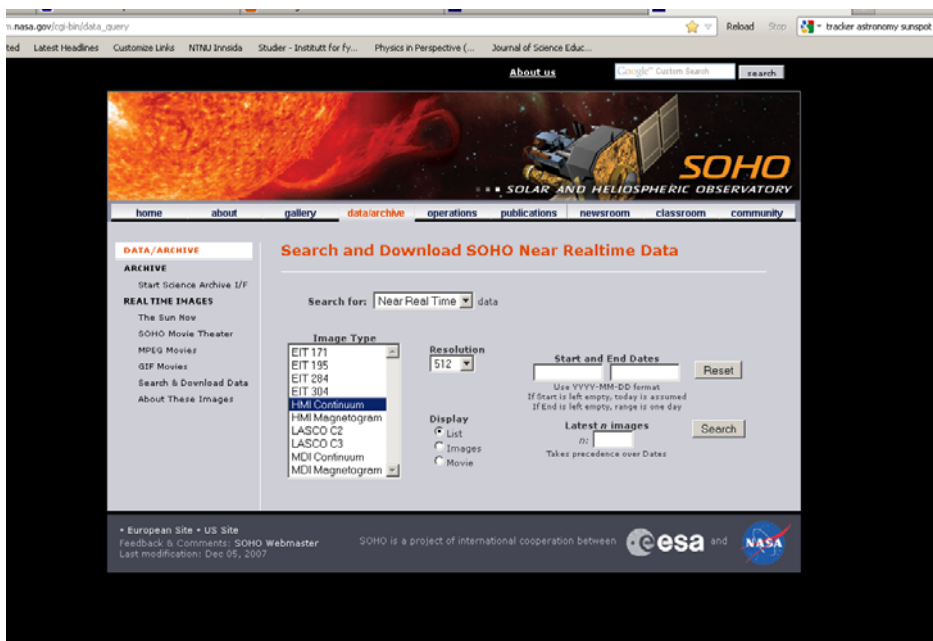 n.nasa.gov/cgi-bin/data_query Reload Stop tracker astronomy sunspot
ted Latest Headlines Customize Links NTNU Innsida Studer - Institutt for fy... Physics in Perspective (... Journal of Science Educ...
About us Google™ Custom Search search
SOHO
SOLAR AND HELIOSPHERIC OBSERVATORY
home about gallery data/archive operations publications newsroom classroom community
DATA/ARCHIVE
ARCHIVE
Start Science Archive I/F
REAL TIME IMAGES
The Sun Now
SOHO Movie Theater
MPEG Movies
GIF Movies
Search & Download Data
About These Images
Search and Download SOHO Near Realtime Data
Search for: Near Real Time data
Image Type
EIT 171
EIT 195
EIT 284
EIT 304
HMI Continuum
HMI Magnetogram
LASCO C2
LASCO C3
MDI Continuum
MDI Magnetogram
Resolution
512
Display
List
Images
Movie
Start and End Dates
Reset
Use YYYY-MM-DD format
If Start is left empty, today is assumed
If End is left empty, range is one day
Latest n images
n:
Search
Takes precedence over Dates
• European Site • US Site
Feedback & Comments: SOHO Webmaster
Last modification: Dec 05, 2007
SOHO is a project of international cooperation between esa and NASA